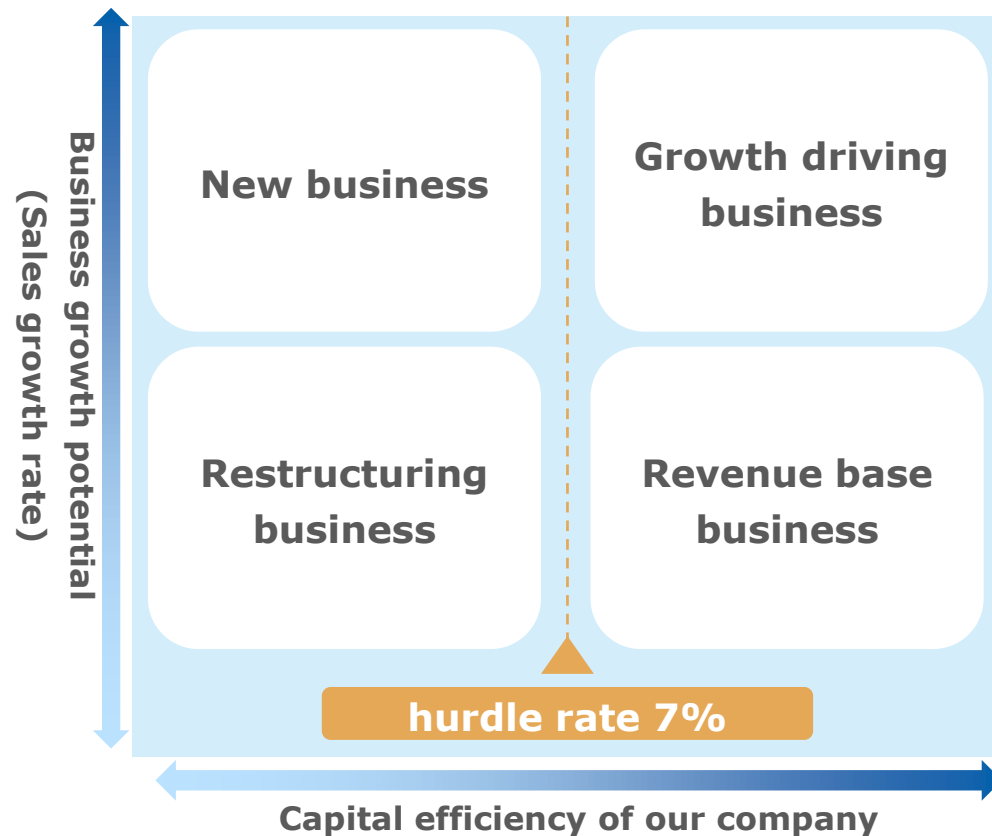 Business growth potential
(Sales growth rate)
New business
Growth driving
business
Restructuring
business
Revenue base
business
hurdle rate 7%
Capital efficiency of our company